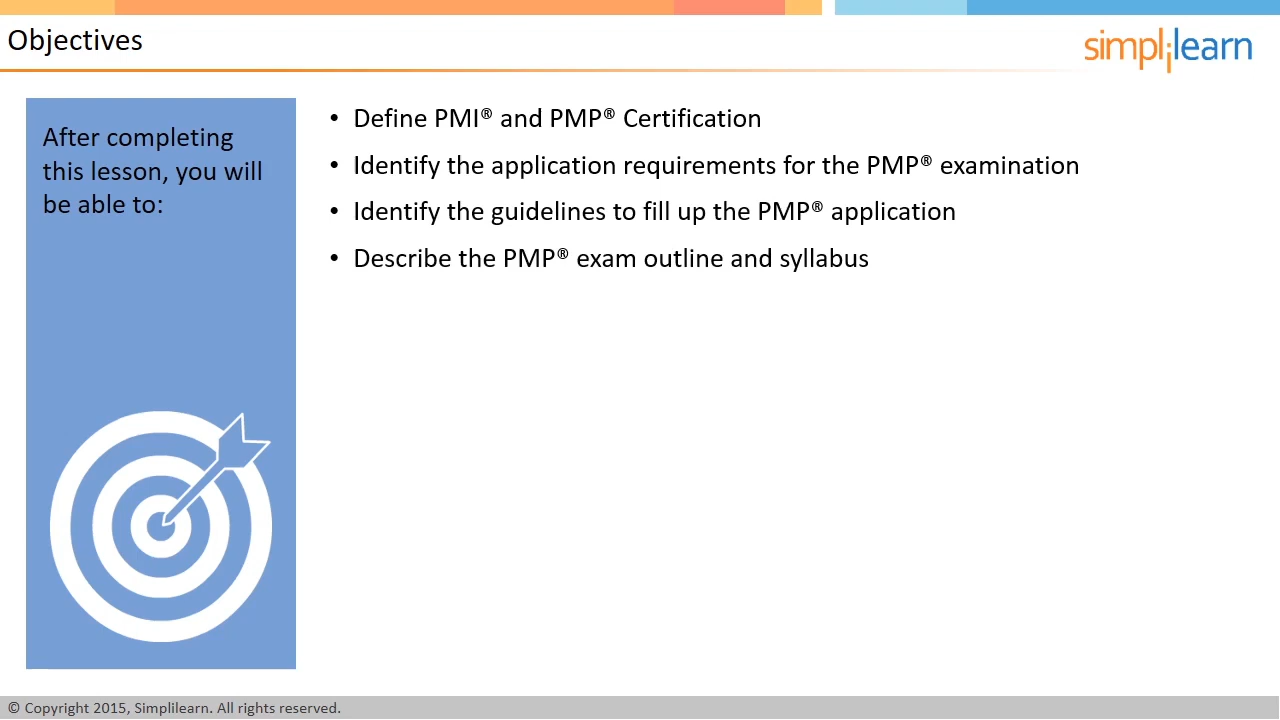 Objectives
simplilearn
After completing
this lesson, you will
be able to:
• Define PMI® and PMP® Certification
• Identify the application requirements for the PMP® examination
• Identify the guidelines to fill up the PMP® application
• Describe the PMP® exam outline and syllabus
© Copyright 2015, Simplilearn. All rights reserved.